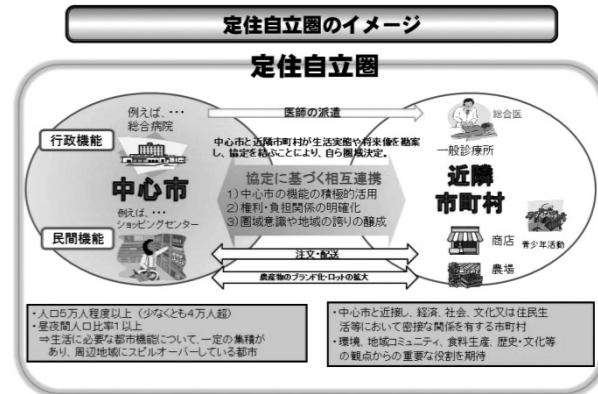 定住自立圏のイメージ
定住自立圏
例えば、・・・
総合病院
医師の派遣
総合医
行政機能
中心市と近隣市町村が生活実態や将来像を勘案
し、協定を結ぶことにより、自ら圏域決定。
一般診療所
中心市
協定に基づく相互連携
1)中心市の機能の積極的活用
2)権利・負担関係の明確化
3)圏域意識や地域の誇りの醸成
近隣
市町村
例えば、・・・
ショッピングセンター
民間機能
商店
青少年活動
注文・配送
農場
農産物のブランド化・ロットの拡大
・人口5万人程度以上（少なくとも4万人超）
・昼夜間人口比率1以上
⇒生活に必要な都市機能について、一定の集積が
あり、周辺地域にスピルオーバーしている都市
・中心市と近接し、経済、社会、文化又は住民生
活等において密接な関係を有する市町村
・環境、地域コミュニティ、食料生産、歴史・文化等
の観点からの重要な役割を期待